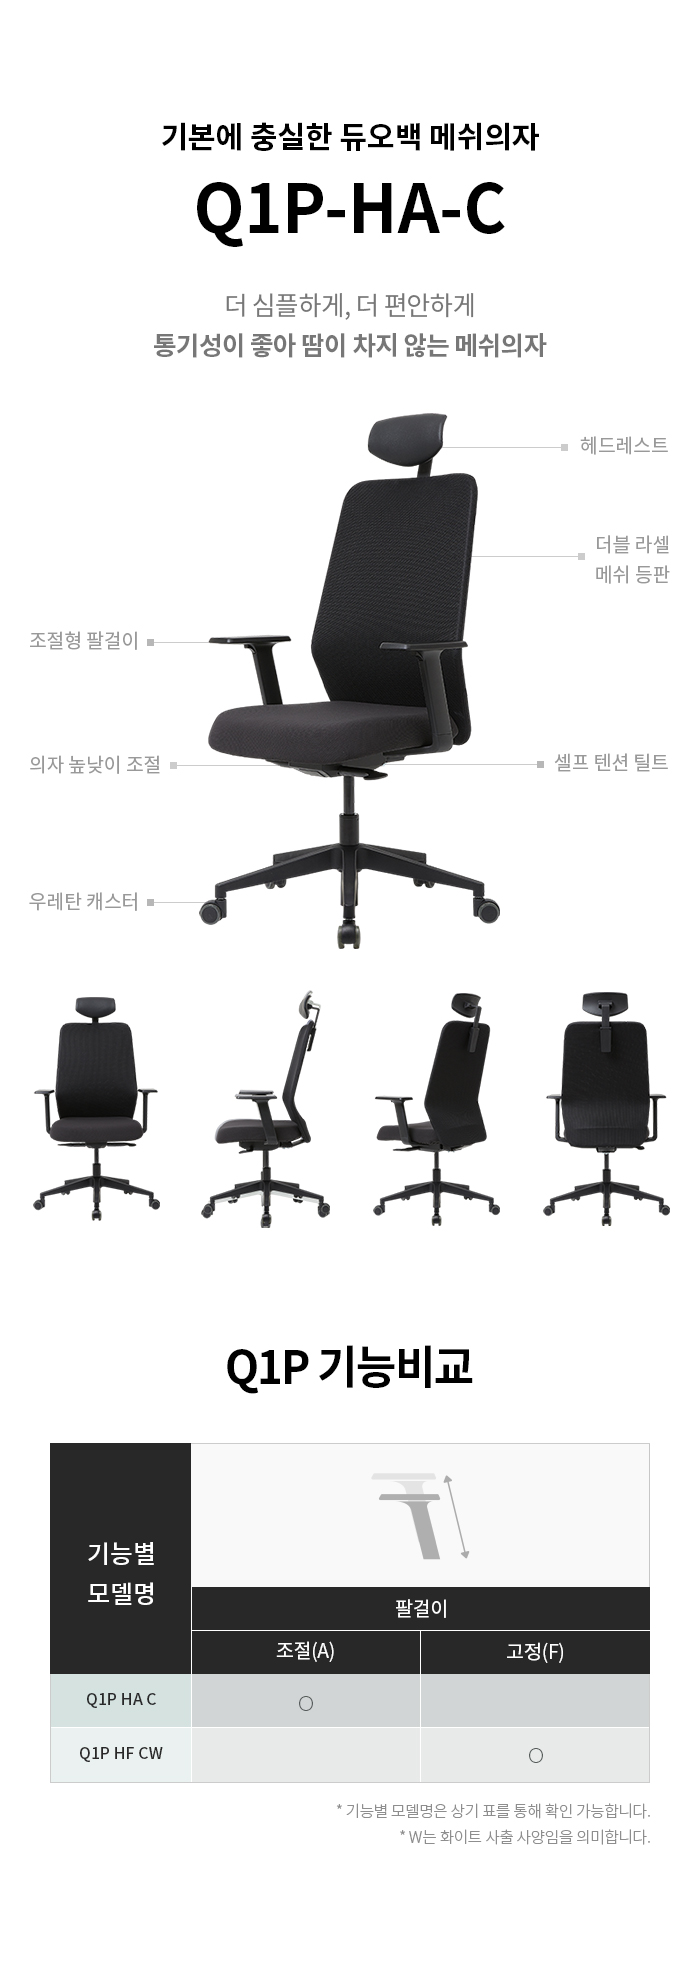 기본에 충실한 듀오백 메쉬의자
Q1P-HA-C
더 심플하게, 더 편안하게
통기성이 좋아 땀이 차지 않는 메쉬의자
헤드레스트
더블 라셀
메쉬 등판
조절형 팔걸이
의자 높낮이 조절
셀프 텐션 틸트
우레탄 캐스터
Q1P 기능비교
기능별
모델명
팔걸이
조절(A) 고정(F)
Q1P HA C ○
Q1P HF CW ○
* 기능별 모델명은 상기 표를 통해 확인 가능합니다.
* W는 화이트 사출 사양임을 의미합니다.